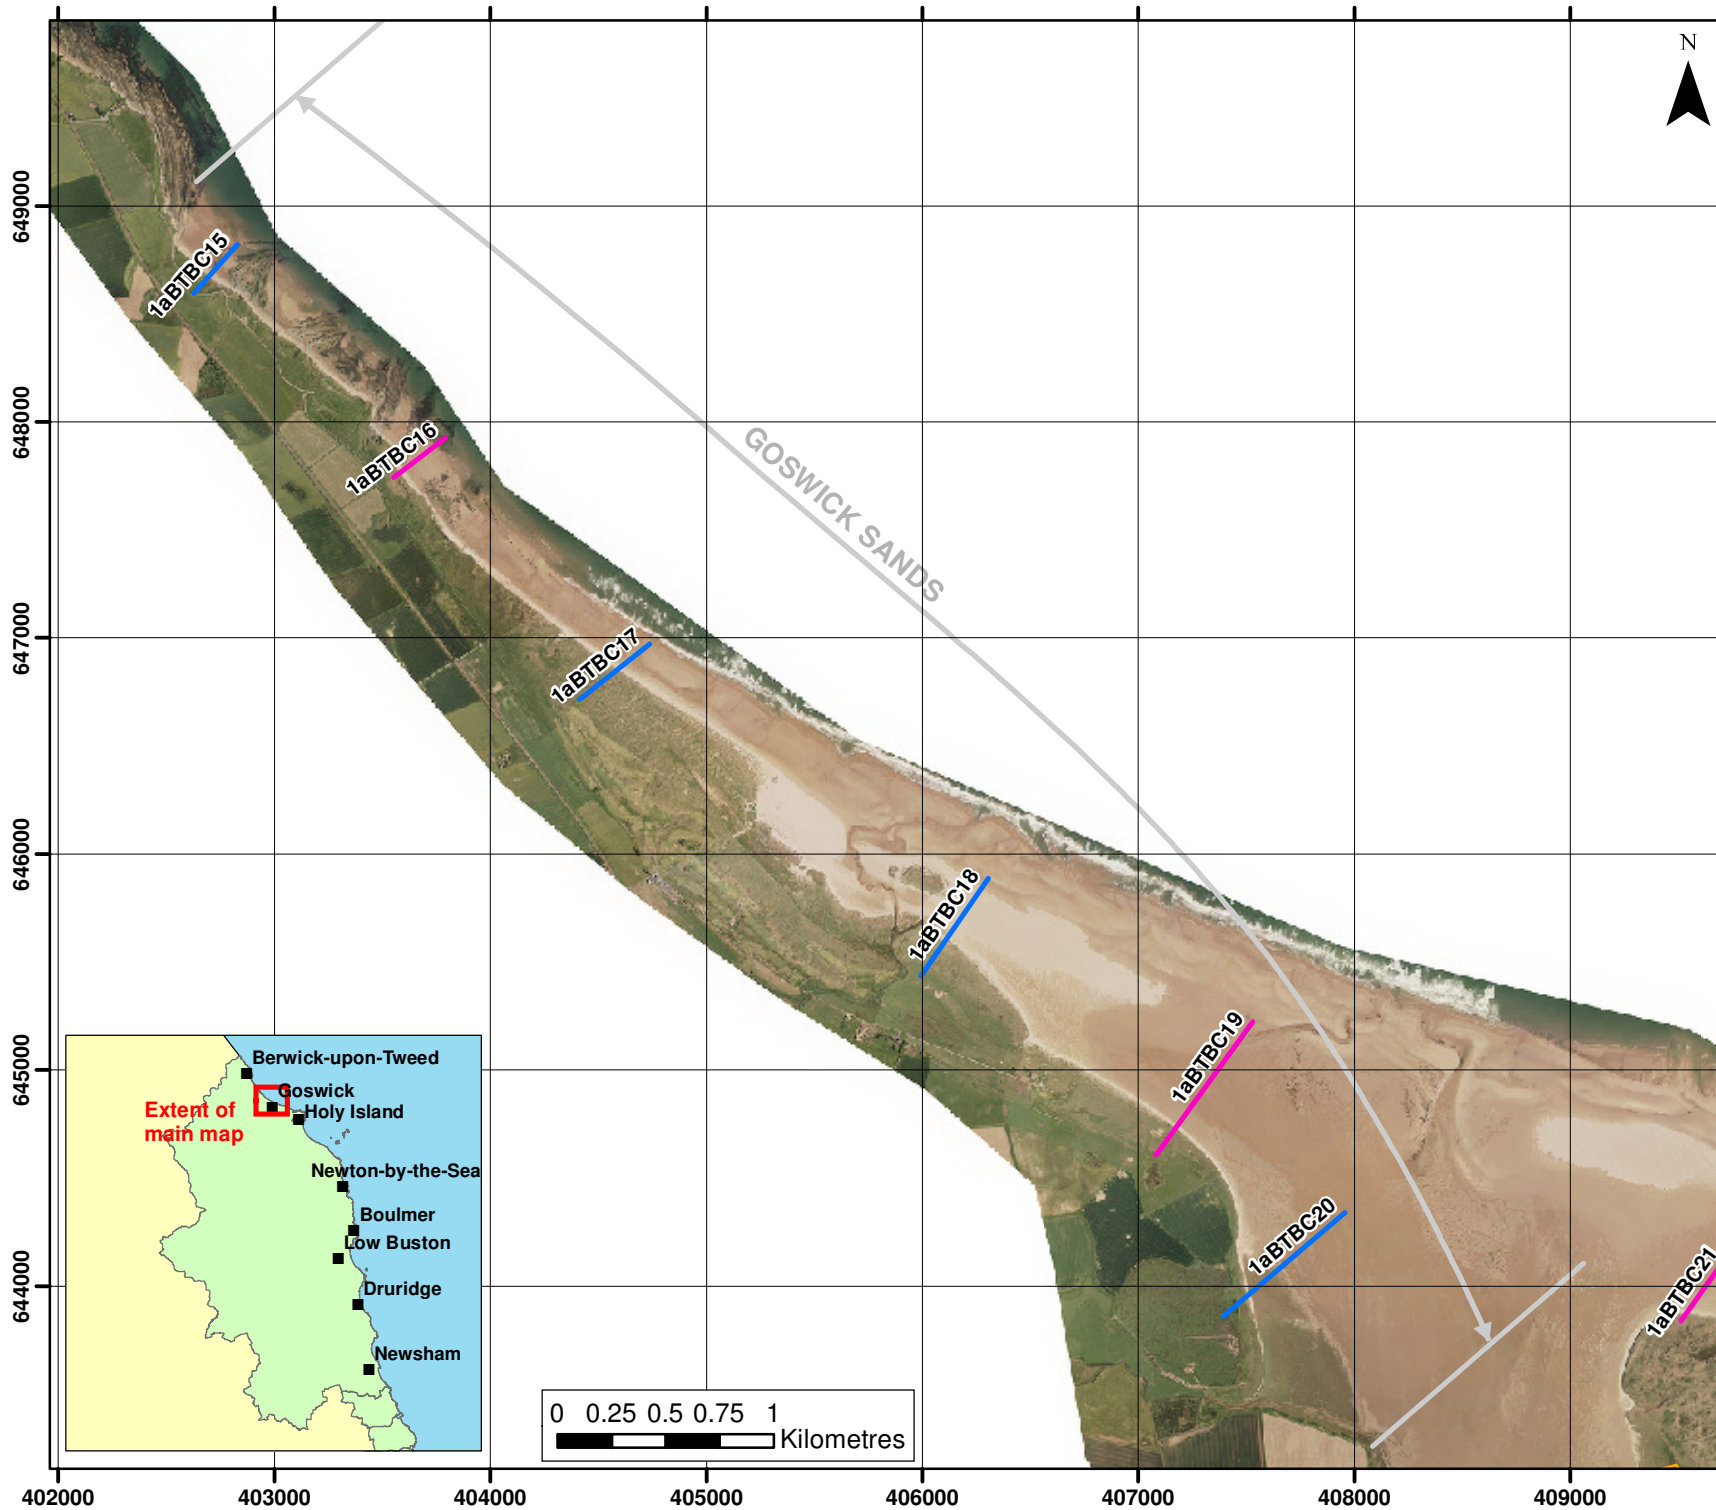 N
649000
648000
647000
646000
645000
644000
1aBTBC15
1aBTBC16
1aBTBC17
1aBTBC18
1aBTBC19
1aBTBC20
1aBTBC21
GOSWICK SANDS
Berwick-upon-Tweed
Goswick
Holy Island
Extent of
main map
Newton-by-the-Sea
Boulmer
Low Buston
Druridge
Newsham
0 0.25 0.5 0.75 1
Kilometres
402000 403000 404000 405000 406000 407000 408000 409000